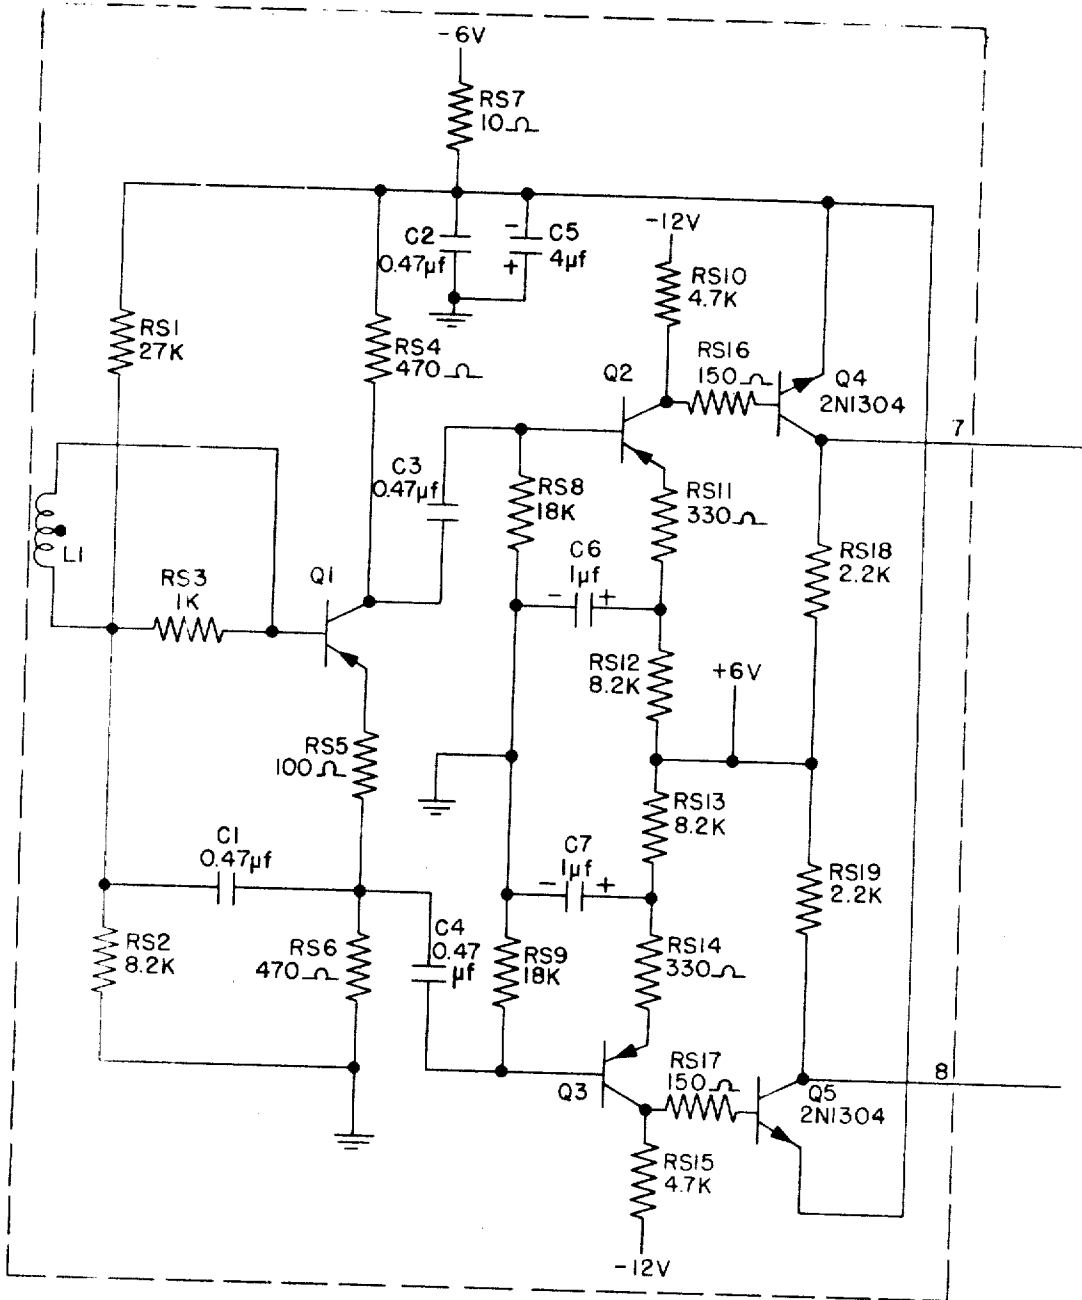 -6V
RS7
10Ω
C2
0.47µf
-
+
C5
4µf
-12V
RS10
4.7K
RS1
27K
RS4
470Ω
Q2
RS16
150Ω
Q4
2N1304
7
C3
0.47µf
RS8
18K
RS11
330Ω
L1
RS3
1K
Q1
C6
1µf
- +
RS18
2.2K
RS12
8.2K
+6V
RS5
100Ω
RS13
8.2K
C1
0.47µf
C7
1µf
- +
RS19
2.2K
RS2
8.2K
RS6
470Ω
C4
0.47
µf
RS9
18K
RS14
330Ω
Q3
RS17
150Ω
Q5
2N1304
8
RS15
4.7K
-12V